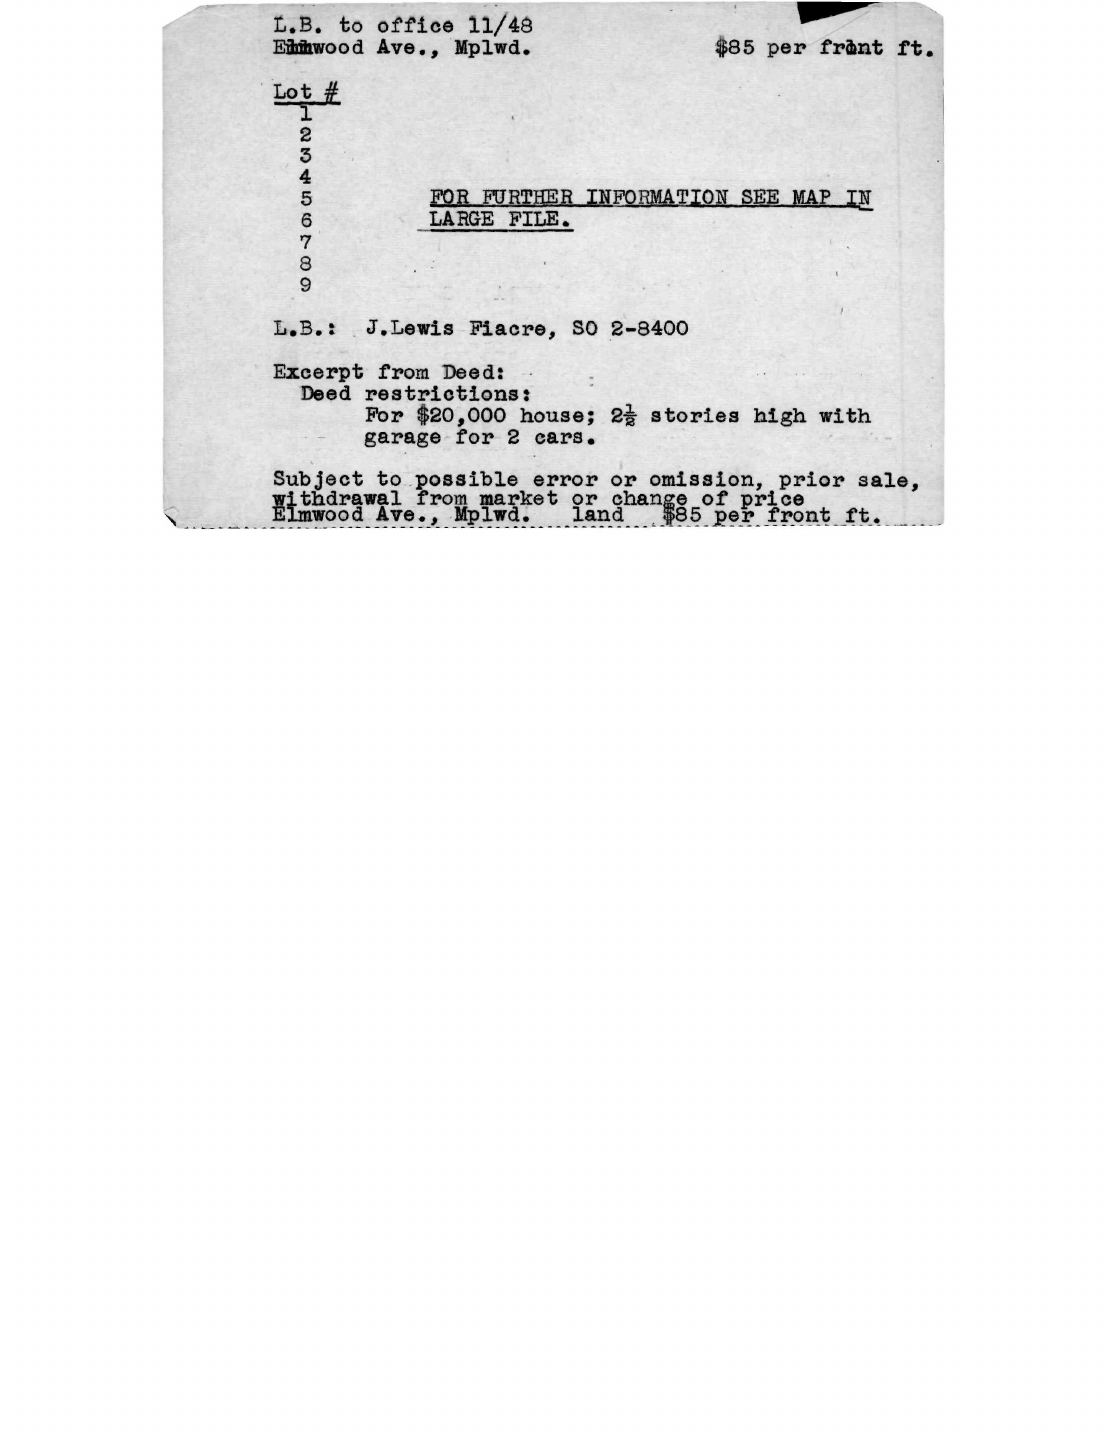 L.B. to office 11/48
Elmwood Ave., Mplwd. $85 per front ft.
Lot #
1
2
3
4
5 FOR FURTHER INFORMATION SEE MAP IN
6 LARGE FILE.
7
8
9
L.B.: J.Lewis Fiacre, SO 2-8400
Excerpt from Deed:
Deed restrictions:
For $20,000 house; 2½ stories high with
garage for 2 cars.
Subject to possible error or omission, prior sale,
withdrawal from market or change of price
Elmwood Ave., Mplwd. land $85 per front ft.